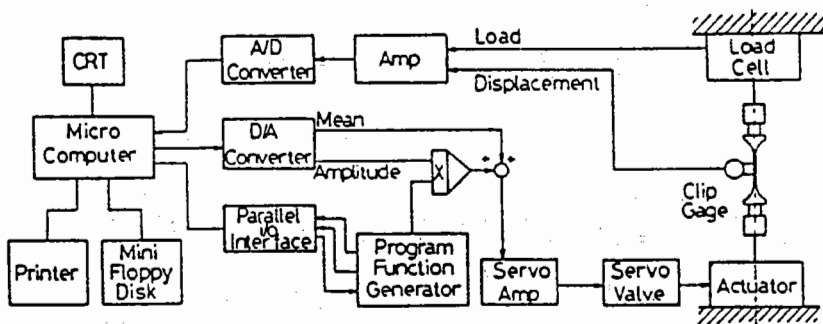 CRT
A/D
Converter
Amp
Load
Load
Cell
Displacement
Micro
Computer
D/A
Converter
Mean
Amplitude
X
+
+
Clip
Gage
Parallel
I/O
Interface
Program
Function
Generator
Printer
Mini
Floppy
Disk
Servo
Amp
Servo
Valve
Actuator